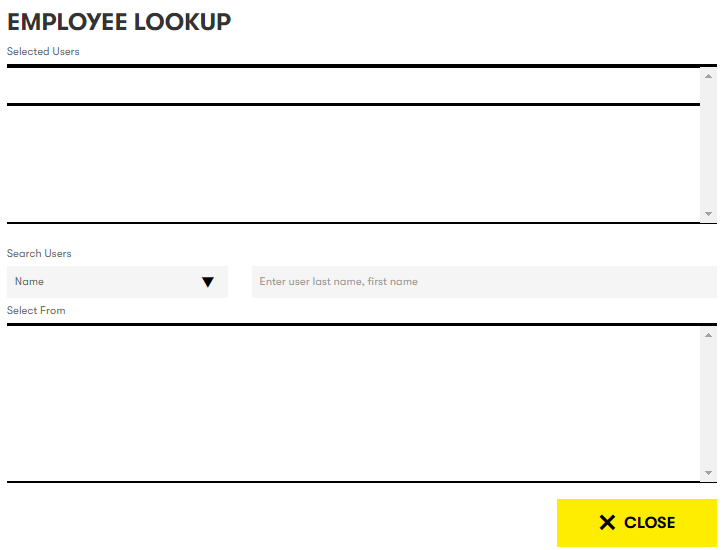 EMPLOYEE LOOKUP
Selected Users
Search Users
Name
Enter user last name, first name
Select From
CLOSE